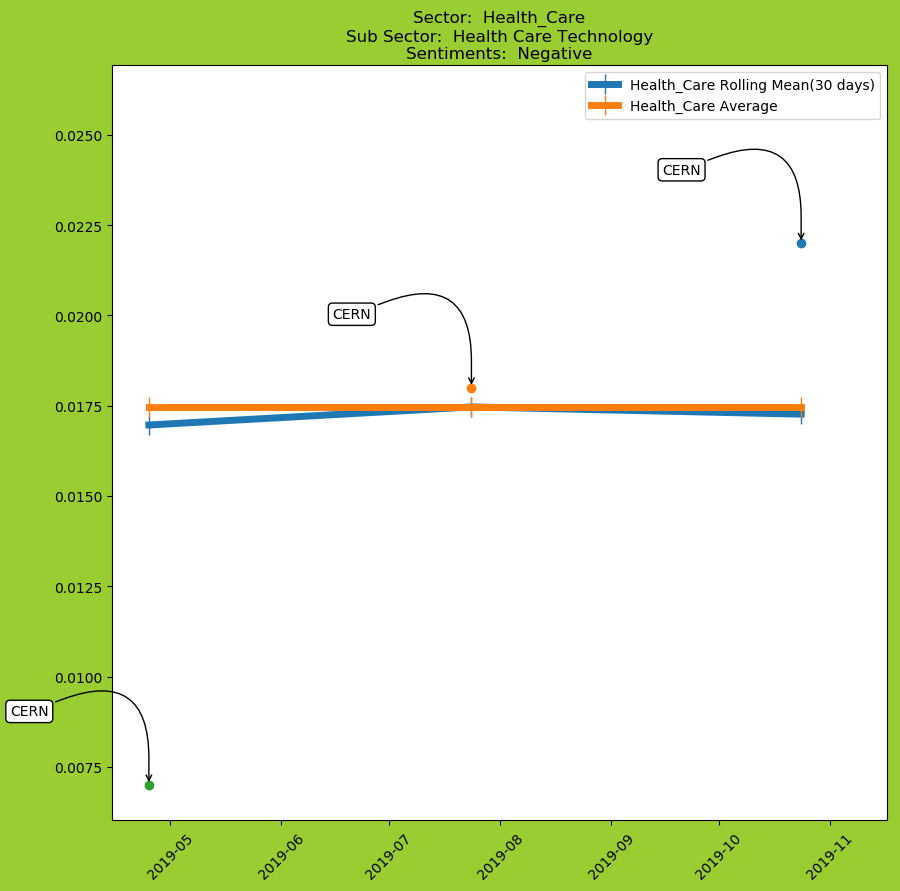 Sector:  Health_Care
Sub Sector:  Health Care Technology
Sentiments:  Negative
Health_Care Rolling Mean(30 days)
Health_Care Average
0.0250
CERN
0.0225
0.0200
CERN
0.0175
0.0150
0.0125
0.0100
CERN
0.0075
2019-05
2019-06
2019-07
2019-08
2019-09
2019-10
2019-11